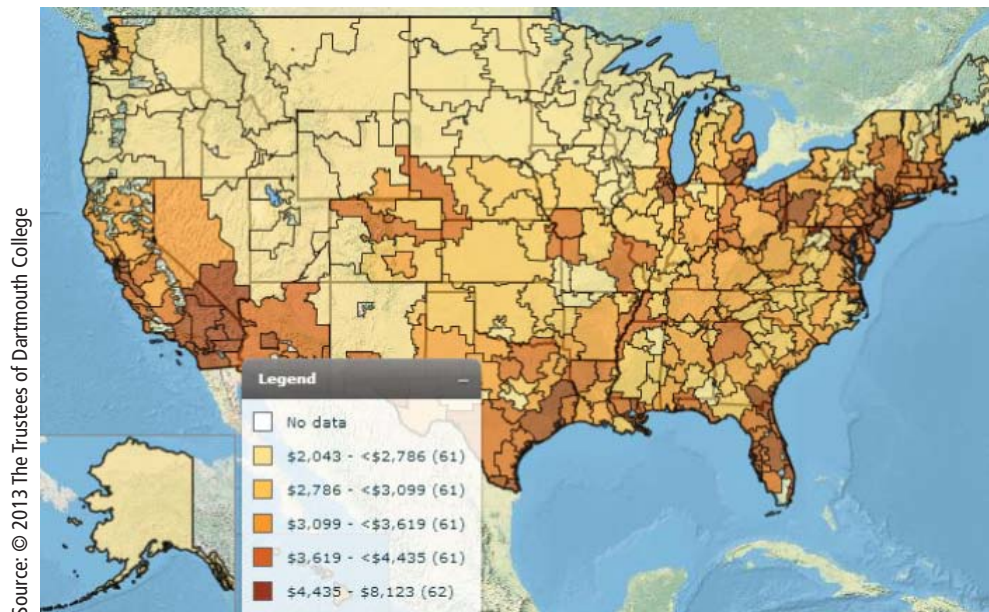 Source: © 2013 The Trustees of Dartmouth College
Legend
No data
$2,043 - <$2,786 (61)
$2,786 - <$3,099 (61)
$3,099 - <$3,619 (61)
$3,619 - <$4,435 (61)
$4,435 - $8,123 (62)